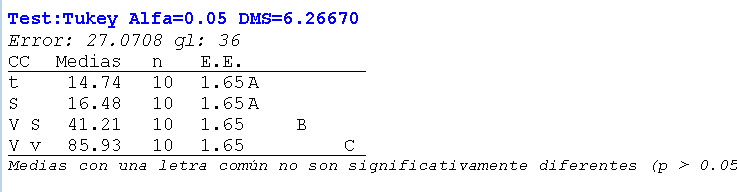 Test:Tukey Alfa=0.05 DMS=6.26670
Error: 27.0708 gl: 36
CC Medias n E.E.
t 14.74 10 1.65 A
S 16.48 10 1.65 A
V S 41.21 10 1.65 B
V v 85.93 10 1.65 C
Medias con una letra común no son significativamente diferentes (p > 0.05